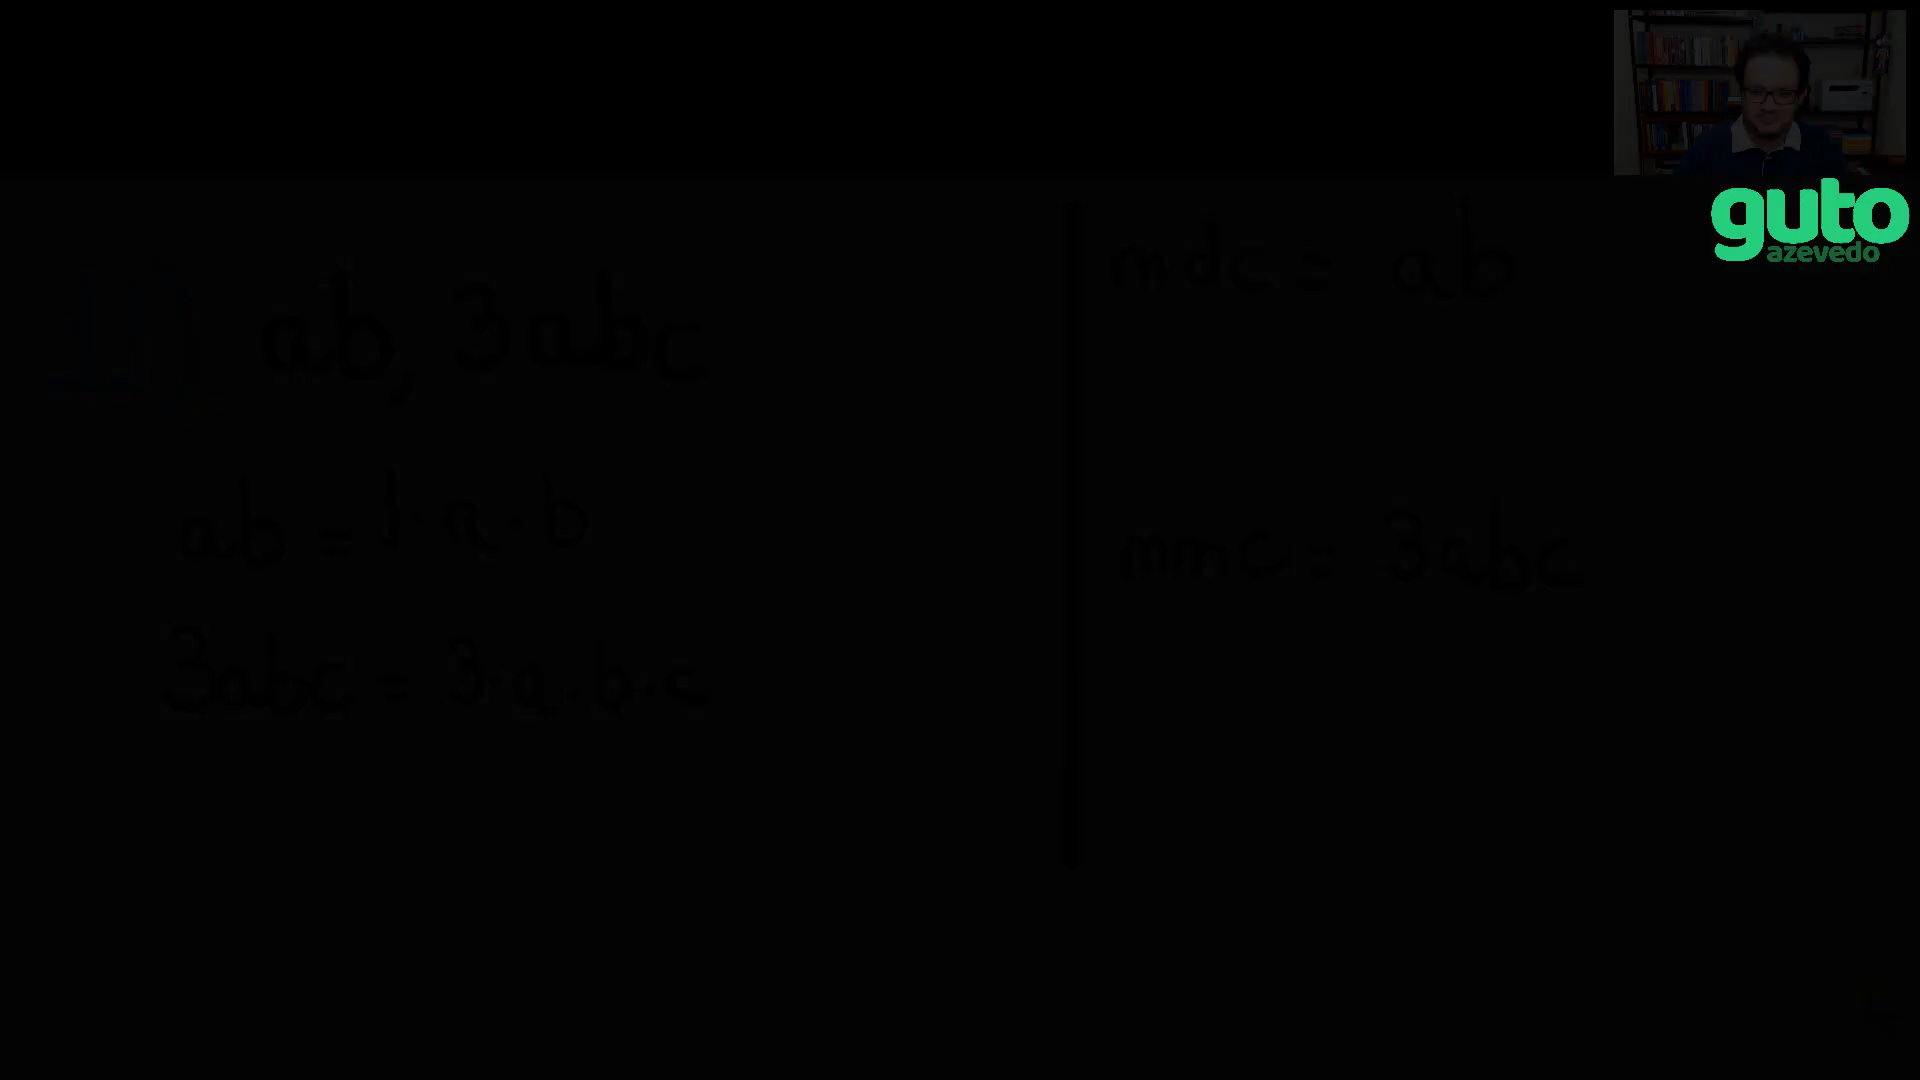 guto
azevedo
ab, 3abc
ab = 1·a·b
3abc = 3·a·b·c
mdc = ab
mmc = 3abc